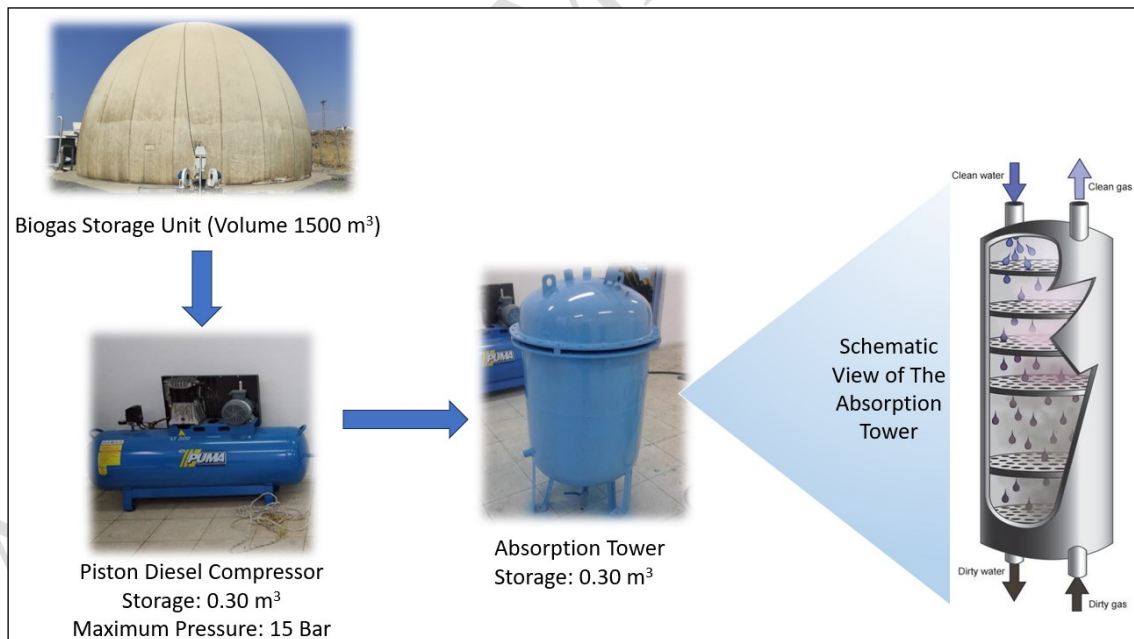 Biogas Storage Unit (Volume 1500 m³)
PUMA
Piston Diesel Compressor
Storage: 0.30 m³
Maximum Pressure: 15 Bar
PUMA
Absorption Tower
Storage: 0.30 m³
Schematic
View of The
Absorption
Tower
Clean water
Clean gas
Dirty water
Dirty gas